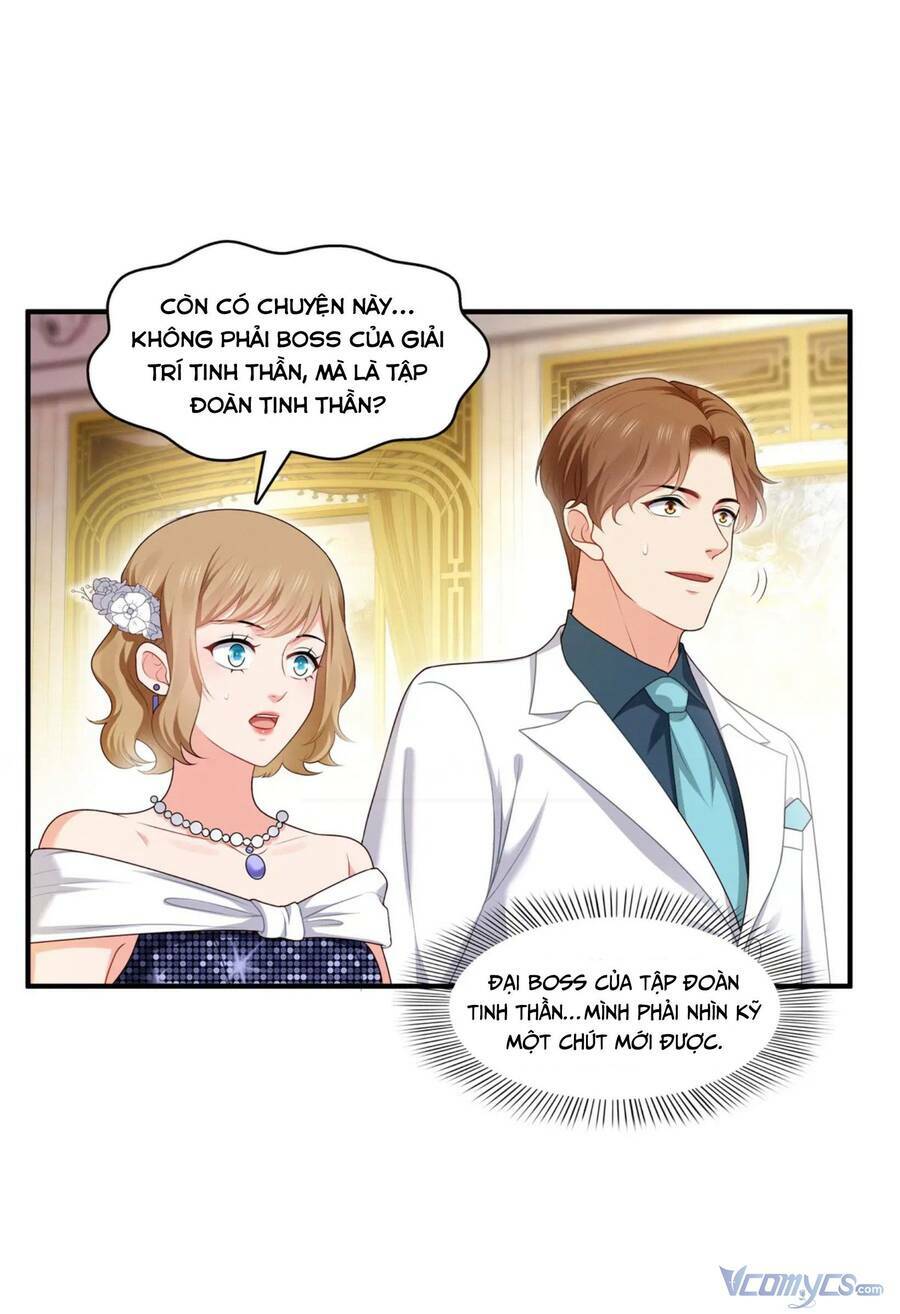 CÒN CÓ CHUYỆN NÀY...
KHÔNG PHẢI BOSS CỦA GIẢI
TRÍ TINH THẦN, MÀ LÀ TẬP
ĐOÀN TINH THẦN?
ĐẠI BOSS CỦA TẬP ĐOÀN
TINH THẦN...MÌNH PHẢI NHÌN KỸ
MỘT CHÚT MỚI ĐƯỢC.
VCOMYCS.com